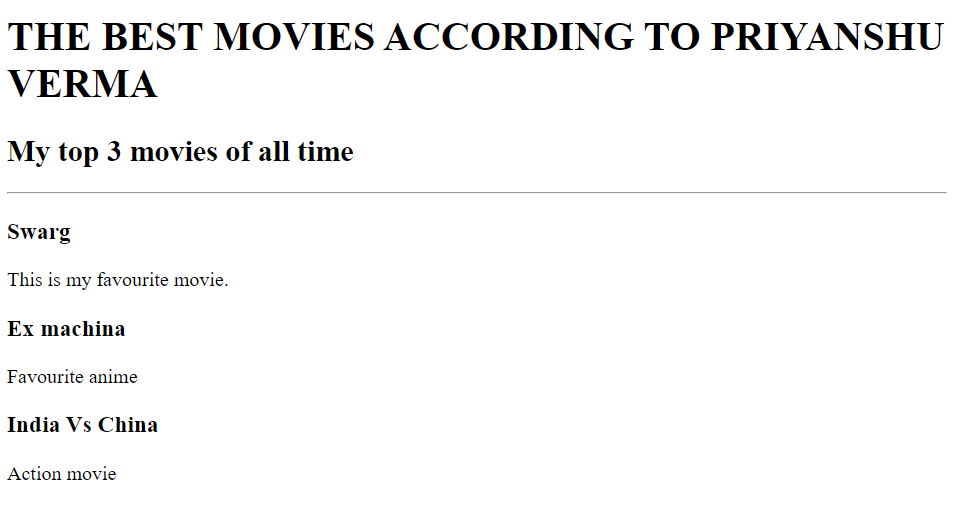 THE BEST MOVIES ACCORDING TO PRIYANSHU
VERMA
My top 3 movies of all time
Swarg
This is my favourite movie.
Ex machina
Favourite anime
India Vs China
Action movie